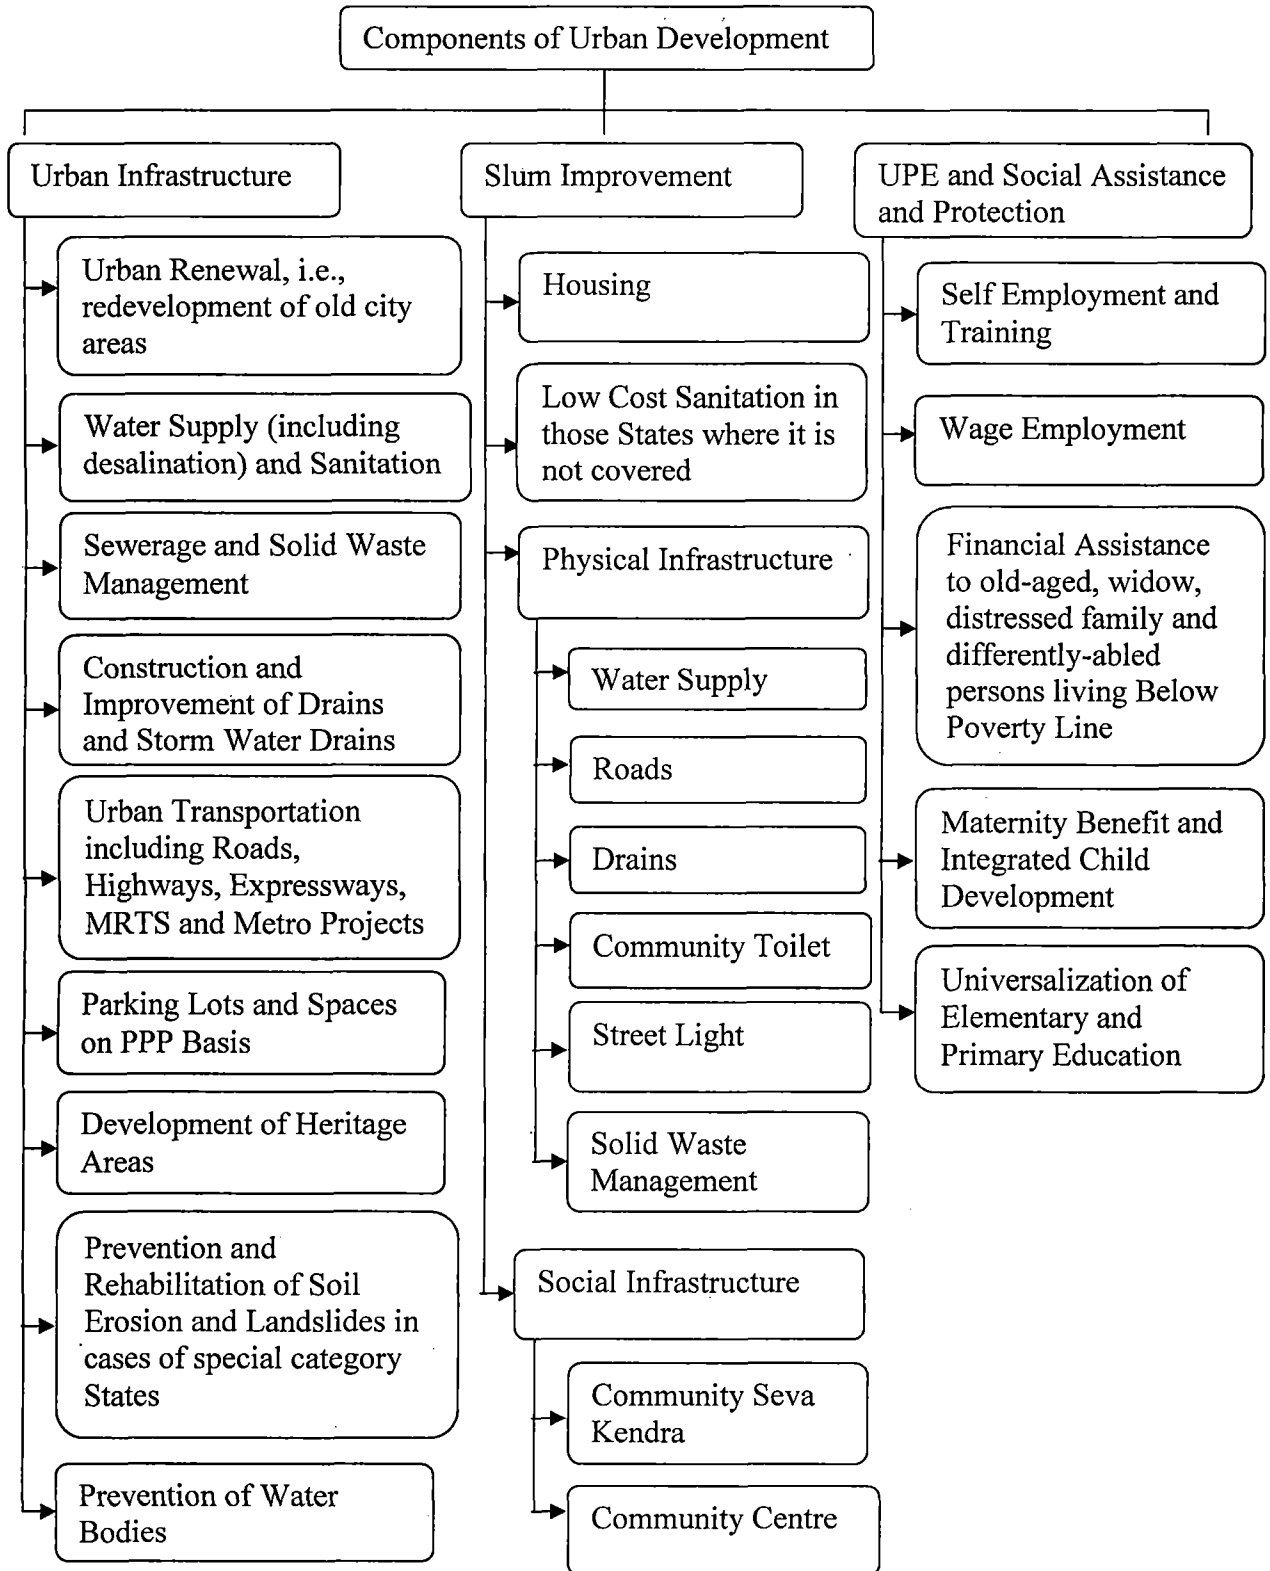 Components of Urban Development
Urban Infrastructure
Urban Renewal, i.e.,
redevelopment of old city
areas
Water Supply (including
desalination) and Sanitation
Sewerage and Solid Waste
Management
Construction and
Improvement of Drains
and Storm Water Drains
Urban Transportation
including Roads,
Highways, Expressways,
MRTS and Metro Projects
Parking Lots and Spaces
on PPP Basis
Development of Heritage
Areas
Prevention and
Rehabilitation of Soil
Erosion and Landslides in
cases of special category
States
Prevention of Water
Bodies
Slum Improvement
Housing
Low Cost Sanitation in
those States where it is
not covered
Physical Infrastructure
Water Supply
Roads
Drains
Community Toilet
Street Light
Solid Waste
Management
Social Infrastructure
Community Seva
Kendra
Community Centre
UPE and Social Assistance
and Protection
Self Employment and
Training
Wage Employment
Financial Assistance
to old-aged, widow,
distressed family and
differently-abled
persons living Below
Poverty Line
Maternity Benefit and
Integrated Child
Development
Universalization of
Elementary and
Primary Education